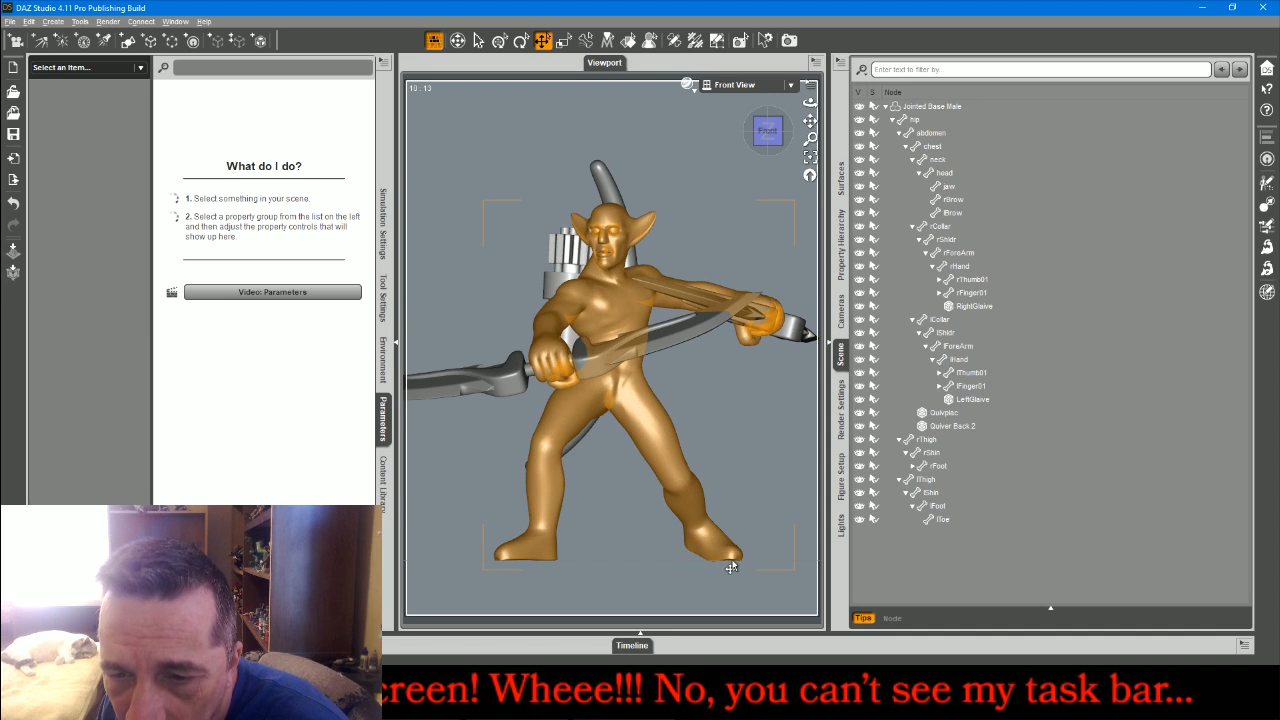 DAZ Studio 4.11 Pro Publishing Build
File Edit Create Tools Render Connect Window Help
Select an Item...
What do I do?
1. Select something in your scene.
2. Select a property group from the list on the left
and then adjust the property controls that will
show up here.
Video: Parameters
Simulation Settings
Tool Settings
Environment
Parameters
Content Library
Viewport
10 : 13
Front View
Front
Timeline
Surfaces
Property Hierarchy
Cameras
Scene
Render Settings
Figure Setup
Lights
Enter text to filter by...
V S Node
Jointed Base Male
hip
abdomen
chest
neck
head
jaw
rBrow
lBrow
rCollar
rShldr
rForeArm
rHand
rThumb01
rFinger01
RightGlaive
lCollar
lShldr
lForeArm
lHand
lThumb01
lFinger01
LeftGlaive
Quivplac
Quiver Back 2
rThigh
rShin
rFoot
lThigh
lShin
lFoot
lToe
Tips Node
creen! Wheee!!! No, you can't see my task bar...